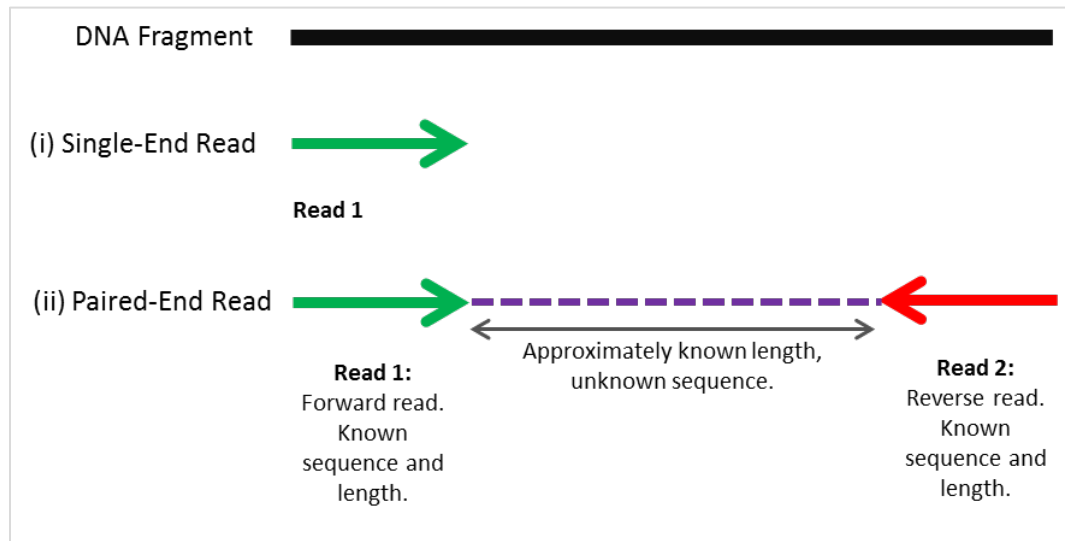 DNA Fragment
(i) Single-End Read
Read 1
(ii) Paired-End Read
Approximately known length,
unknown sequence.
Read 1:
Forward read.
Known
sequence and
length.
Read 2:
Reverse read.
Known
sequence and
length.